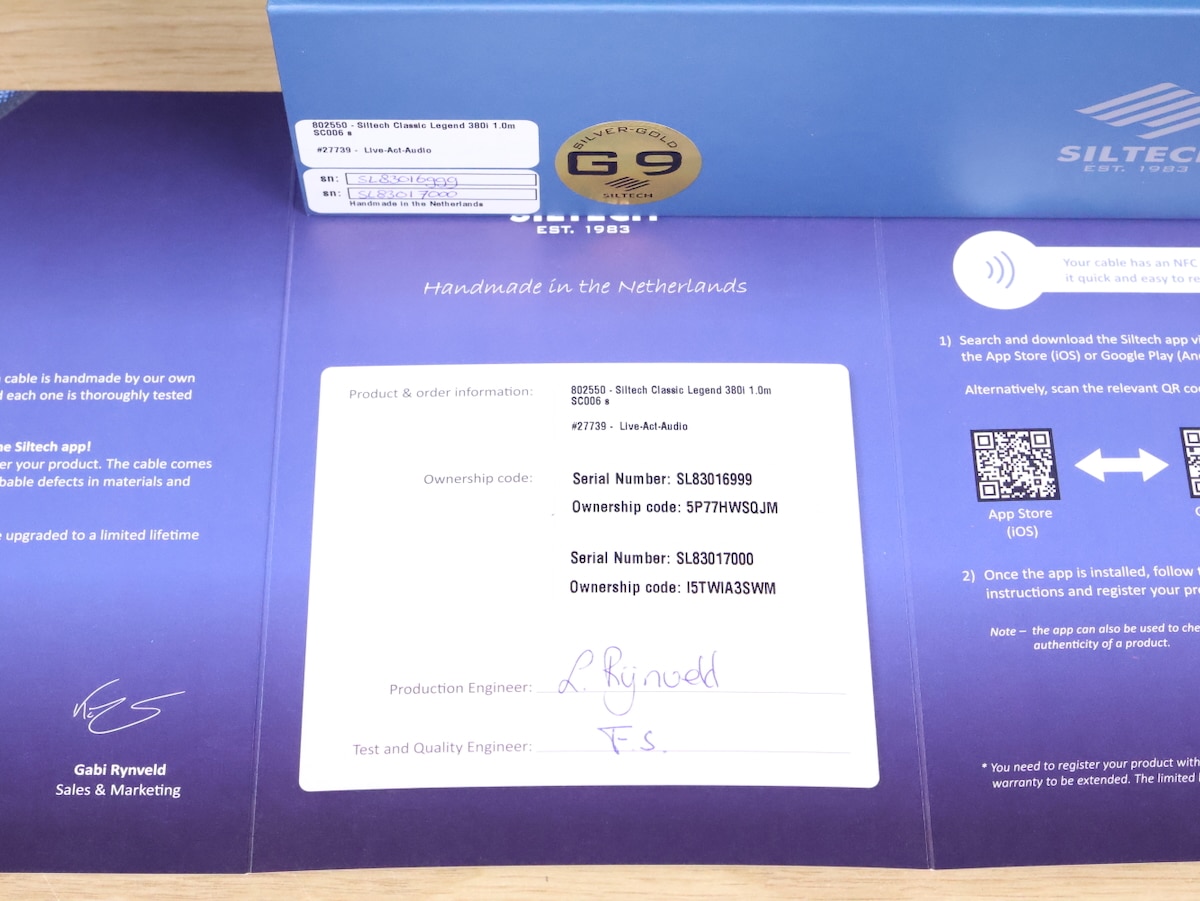 802550 - Siltech Classic Legend 380i 1.0m
SC006 s
#27739 - Live-Act-Audio
sn: SL83016999
sn: SL83017000
Handmade in the Netherlands
SILVER-GOLD
G 9
SILTECH
SILTECH
EST. 1983
EST. 1983
Handmade in the Netherlands
cable is handmade by our own
each one is thoroughly tested
Siltech app!
your product. The cable comes
defects in materials and
upgraded to a limited lifetime
Gabi Rynveld
Sales & Marketing
Product & order information:
802550 - Siltech Classic Legend 380i 1.0m
SC006 s
#27739 - Live-Act-Audio
Ownership code:
Serial Number: SL83016999
Ownership code: 5P77HWSQJM
Serial Number: SL83017000
Ownership code: I5TWIA3SWM
Production Engineer: L. Rijnveld
Test and Quality Engineer: F.S.
Your cable has an NFC
it quick and easy to
1) Search and download the Siltech app
the App Store (iOS) or Google Play
Alternatively, scan the relevant QR
App Store
(iOS)
2) Once the app is installed, follow
instructions and register your
Note – the app can also be used to
authenticity of a product.
* You need to register your product
warranty to be extended. The limited